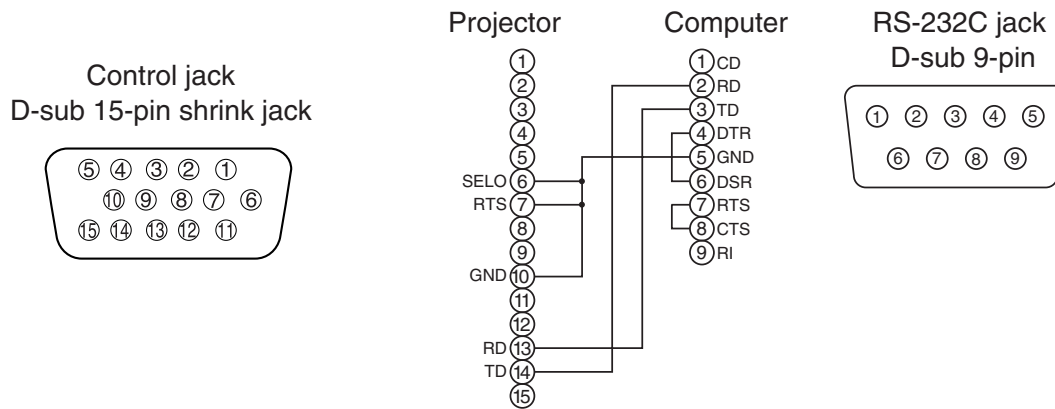 Control jack
D-sub 15-pin shrink jack
⑤ ④ ③ ② ①
⑩ ⑨ ⑧ ⑦ ⑥
⑮ ⑭ ⑬ ⑫ ⑪
Projector
①
②
③
④
⑤
SELO ⑥
RTS ⑦
⑧
⑨
GND ⑩
⑪
⑫
RD ⑬
TD ⑭
⑮
Computer
① CD
② RD
③ TD
④ DTR
⑤ GND
⑥ DSR
⑦ RTS
⑧ CTS
⑨ RI
RS-232C jack
D-sub 9-pin
① ② ③ ④ ⑤
⑥ ⑦ ⑧ ⑨